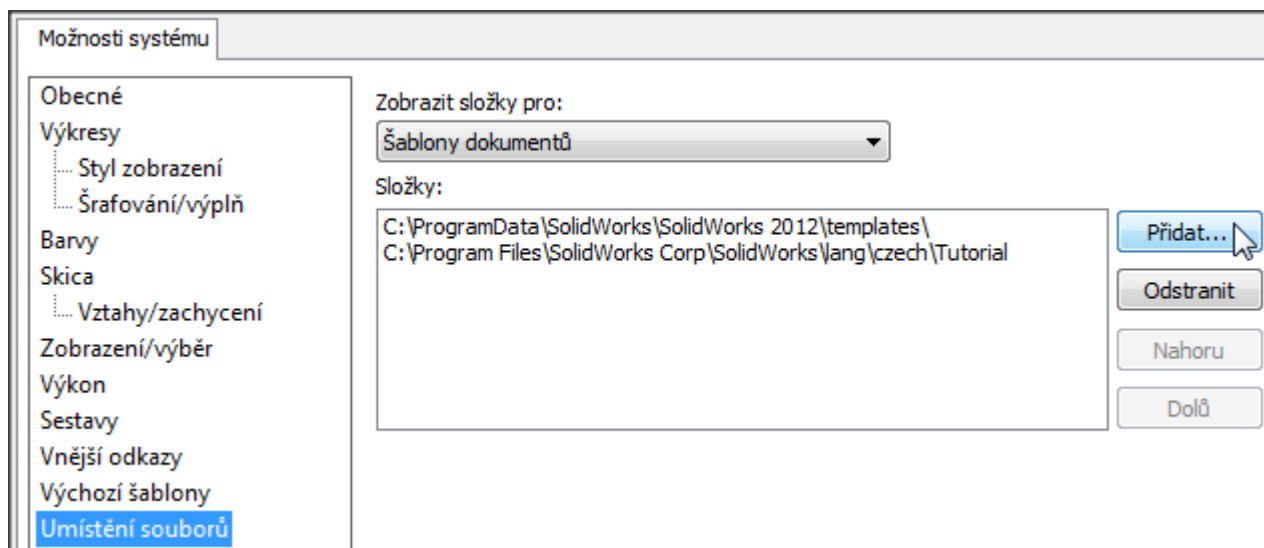 Možnosti systému
Obecné
Výkresy
Styl zobrazení
Šrafování/výplň
Barvy
Skica
Vztahy/zachycení
Zobrazení/výběr
Výkon
Sestavy
Vnější odkazy
Výchozí šablony
Umístění souborů
Zobrazit složky pro:
Šablony dokumentů
Složky:
C:\ProgramData\SolidWorks\SolidWorks 2012\templates\
C:\Program Files\SolidWorks Corp\SolidWorks\lang\czech\Tutorial
Přidat...
Odstranit
Nahoru
Dolů